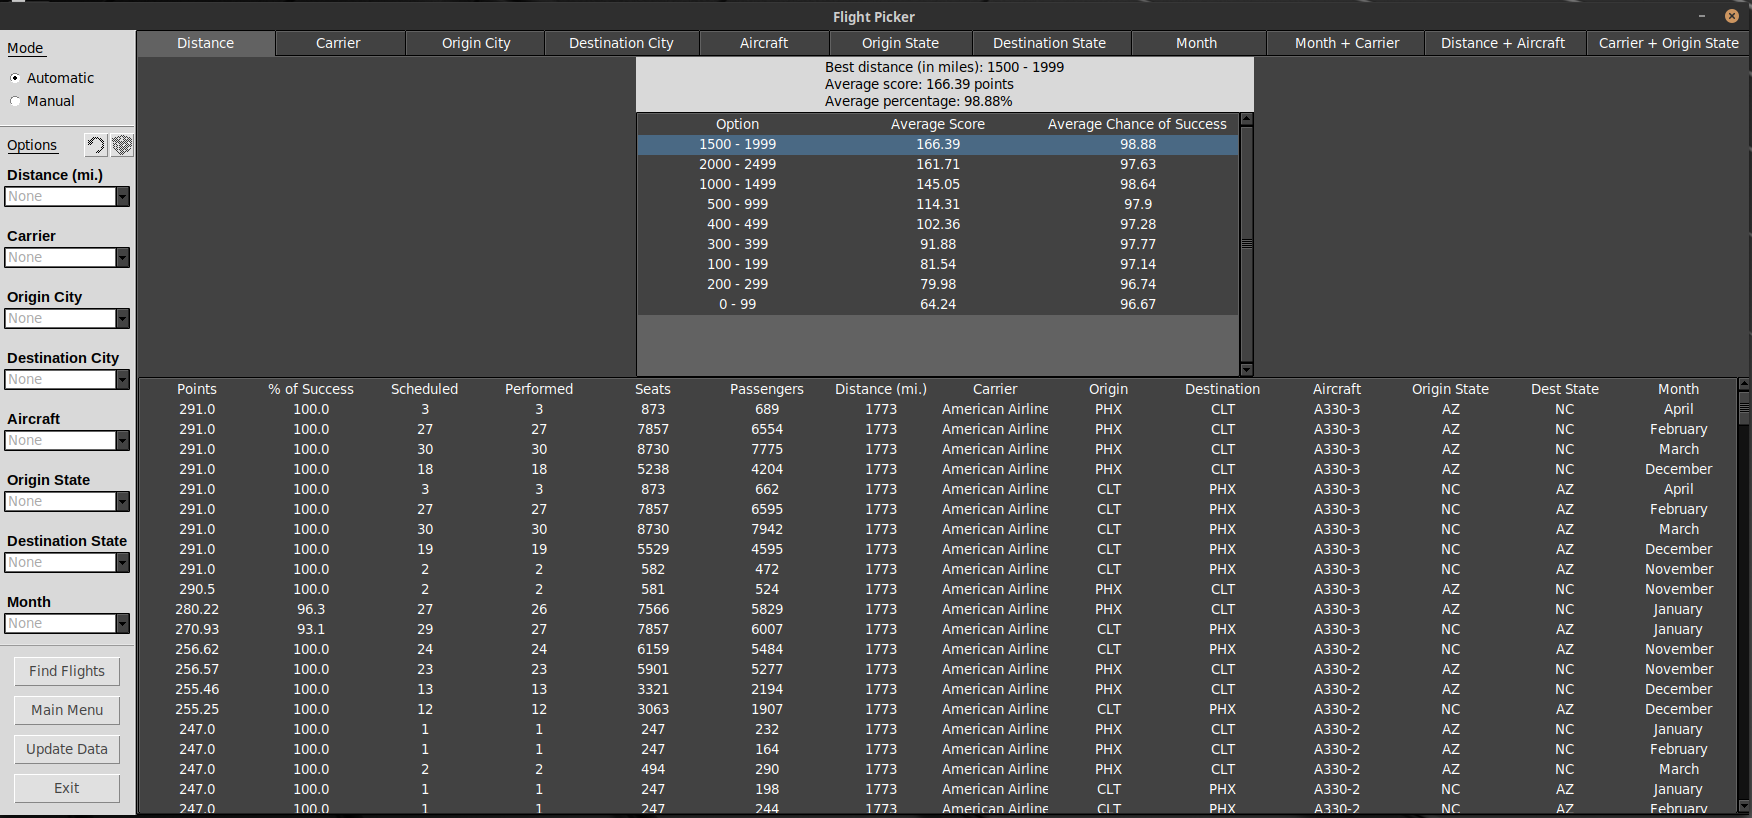 Flight Picker
Mode
Automatic
Manual
Options
Distance (mi.)
None
Carrier
None
Origin City
None
Destination City
None
Aircraft
None
Origin State
None
Destination State
None
Month
None
Find Flights
Main Menu
Update Data
Exit
Distance Carrier Origin City Destination City Aircraft Origin State Destination State Month Month + Carrier Distance + Aircraft Carrier + Origin State
Best distance (in miles): 1500 - 1999
Average score: 166.39 points
Average percentage: 98.88%
Option Average Score Average Chance of Success
1500 - 1999 166.39 98.88
2000 - 2499 161.71 97.63
1000 - 1499 145.05 98.64
500 - 999 114.31 97.9
400 - 499 102.36 97.28
300 - 399 91.88 97.77
100 - 199 81.54 97.14
200 - 299 79.98 96.74
0 - 99 64.24 96.67
Points % of Success Scheduled Performed Seats Passengers Distance (mi.) Carrier Origin Destination Aircraft Origin State Dest State Month
291.0 100.0 3 3 873 689 1773 American Airline PHX CLT A330-3 AZ NC April
291.0 100.0 27 27 7857 6554 1773 American Airline PHX CLT A330-3 AZ NC February
291.0 100.0 30 30 8730 7775 1773 American Airline PHX CLT A330-3 AZ NC March
291.0 100.0 18 18 5238 4204 1773 American Airline PHX CLT A330-3 AZ NC December
291.0 100.0 3 3 873 662 1773 American Airline CLT PHX A330-3 NC AZ April
291.0 100.0 27 27 7857 6595 1773 American Airline CLT PHX A330-3 NC AZ February
291.0 100.0 30 30 8730 7942 1773 American Airline CLT PHX A330-3 NC AZ March
291.0 100.0 19 19 5529 4595 1773 American Airline CLT PHX A330-3 NC AZ December
291.0 100.0 2 2 582 472 1773 American Airline CLT PHX A330-3 NC AZ November
290.5 100.0 2 2 581 524 1773 American Airline PHX CLT A330-3 AZ NC November
280.22 96.3 27 26 7566 5829 1773 American Airline PHX CLT A330-3 AZ NC January
270.93 93.1 29 27 7857 6007 1773 American Airline CLT PHX A330-3 NC AZ January
256.62 100.0 24 24 6159 5484 1773 American Airline CLT PHX A330-2 NC AZ November
256.57 100.0 23 23 5901 5277 1773 American Airline PHX CLT A330-2 AZ NC November
255.46 100.0 13 13 3321 2194 1773 American Airline PHX CLT A330-2 AZ NC December
255.25 100.0 12 12 3063 1907 1773 American Airline CLT PHX A330-2 NC AZ December
247.0 100.0 1 1 247 232 1773 American Airline PHX CLT A330-2 AZ NC January
247.0 100.0 1 1 247 164 1773 American Airline PHX CLT A330-2 AZ NC February
247.0 100.0 2 2 494 290 1773 American Airline PHX CLT A330-2 AZ NC March
247.0 100.0 1 1 247 198 1773 American Airline CLT PHX A330-2 NC AZ January
247.0 100.0 1 1 247 244 1773 American Airline CLT PHX A330-2 NC AZ February